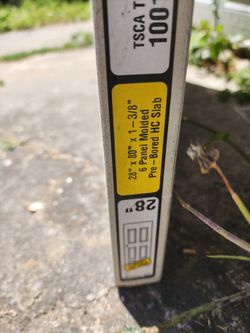 TSCA T
100
28" x 80" x 1-3/8"
6 Panel Molded
Pre-Bored HC Slab
28"